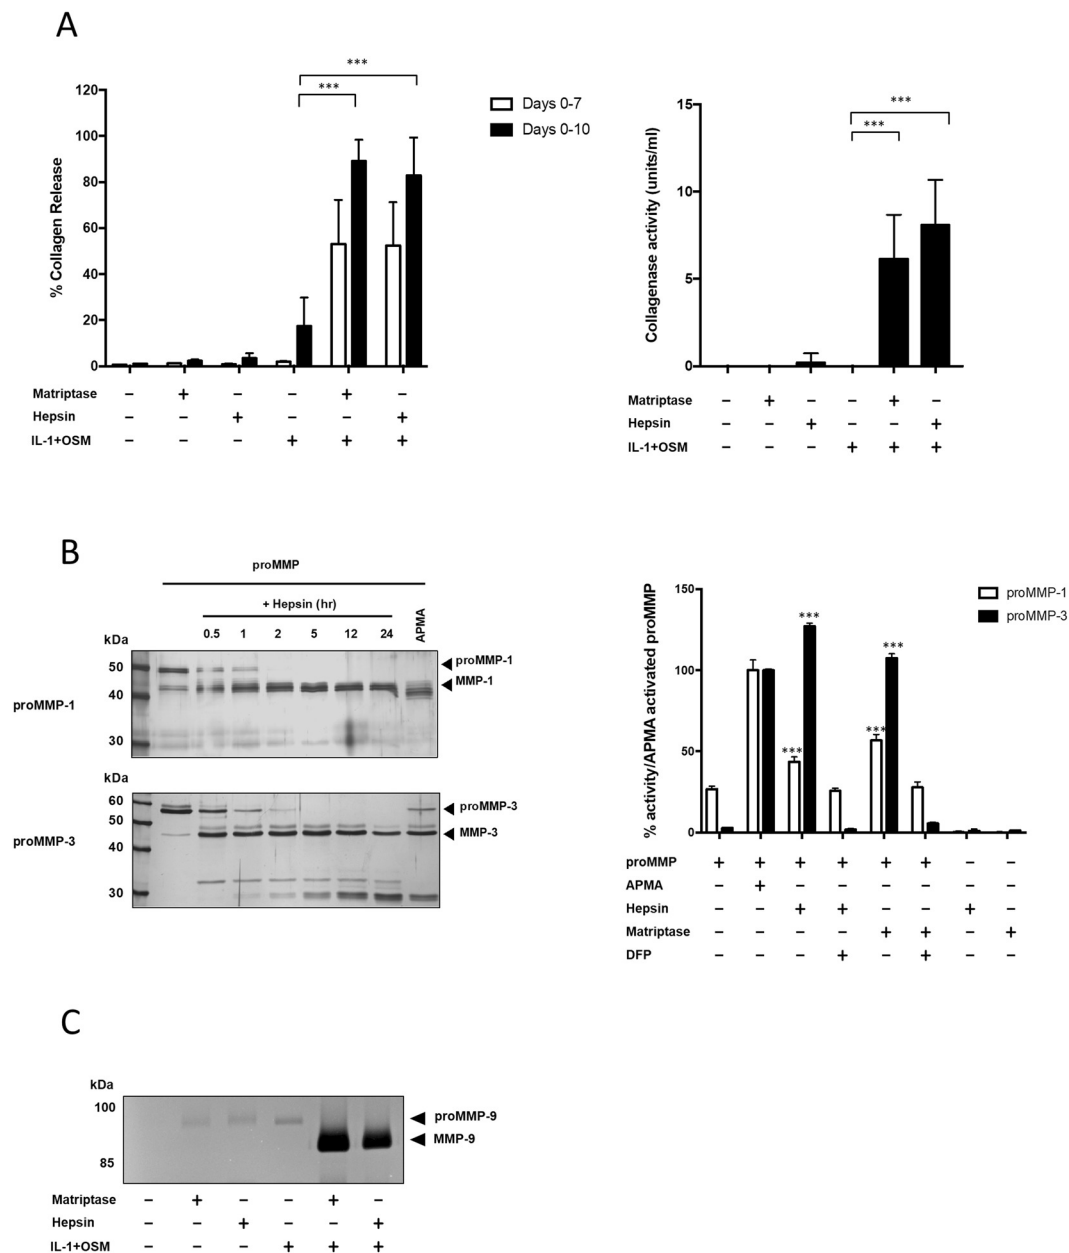 A
***
***
% Collagen Release
120
100
80
60
40
20
0
Days 0-7
Days 0-10
Matriptase – + – – + –
Hepsin – – + – – +
IL-1+OSM – – – + + +
***
***
Collagenase activity (units/ml)
15
10
5
0
Matriptase – + – – + –
Hepsin – – + – – +
IL-1+OSM – – – + + +
B
proMMP
+ Hepsin (hr)
kDa 0.5 1 2 5 12 24 APMA
50 proMMP-1
40 MMP-1
proMMP-1
30
kDa
60 proMMP-3
50 MMP-3
proMMP-3
40
30
% activity/APMA activated proMMP
150
100
50
0
proMMP-1
proMMP-3
***
***
***
***
proMMP + + + + + + – –
APMA – + – – – – – –
Hepsin – – + + – – + –
Matriptase – – – – + + – +
DFP – – – + – + – –
C
kDa
100 proMMP-9
MMP-9
85
Matriptase – + – – + –
Hepsin – – + – – +
IL-1+OSM – – – + + +